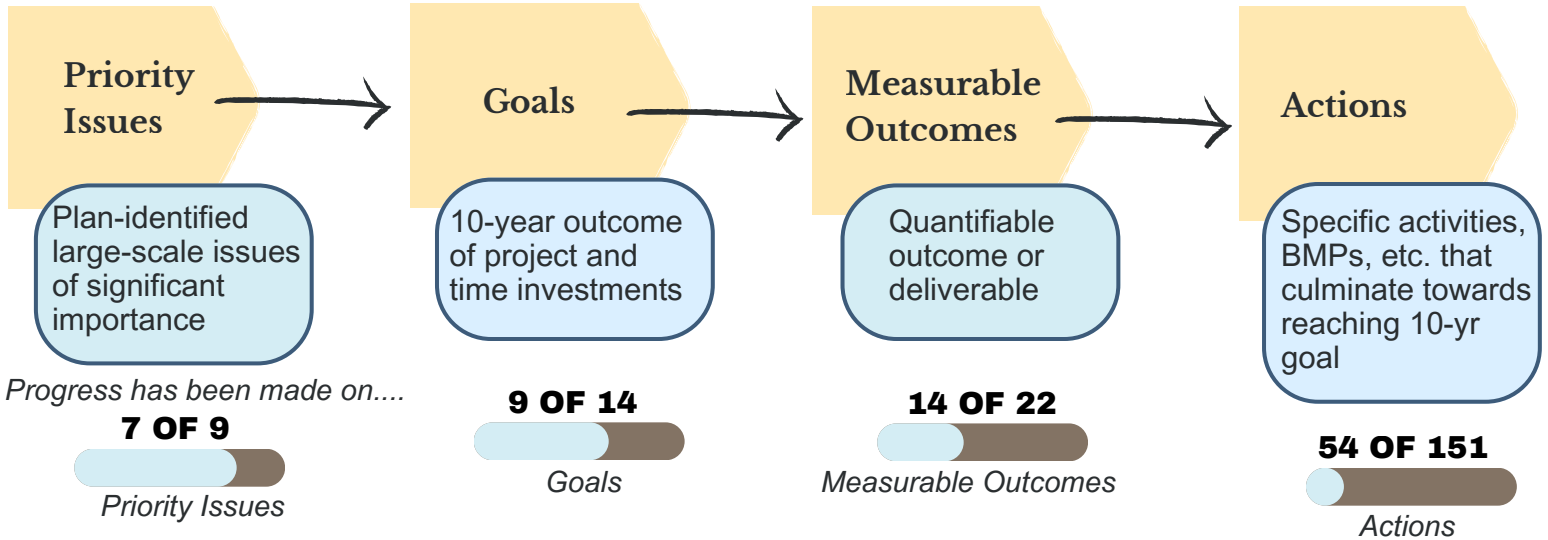 Priority
Issues
Plan-identified
large-scale issues
of significant
importance
Progress has been made on....
7 OF 9
Priority Issues
Goals
10-year outcome
of project and
time investments
9 OF 14
Goals
Measurable
Outcomes
Quantifiable
outcome or
deliverable
14 OF 22
Measurable Outcomes
Actions
Specific activities,
BMPs, etc. that
culminate towards
reaching 10-yr
goal
54 OF 151
Actions